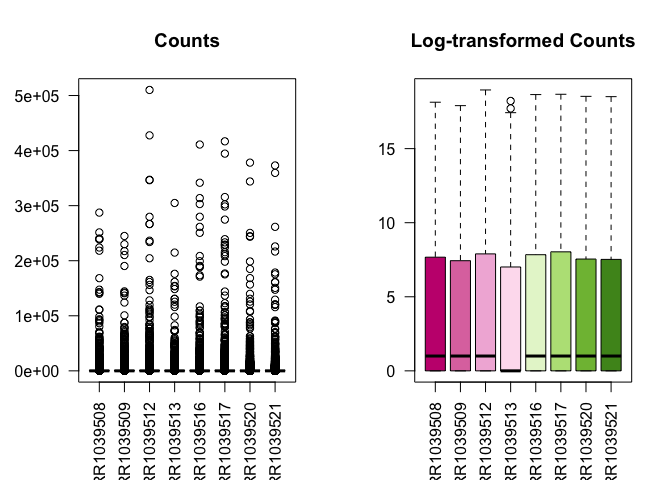 Counts
5e+05
4e+05
3e+05
2e+05
1e+05
0e+00
RR1039508
RR1039509
RR1039512
RR1039513
RR1039516
RR1039517
RR1039520
RR1039521
Log-transformed Counts
15
10
5
0
RR1039508
RR1039509
RR1039512
RR1039513
RR1039516
RR1039517
RR1039520
RR1039521